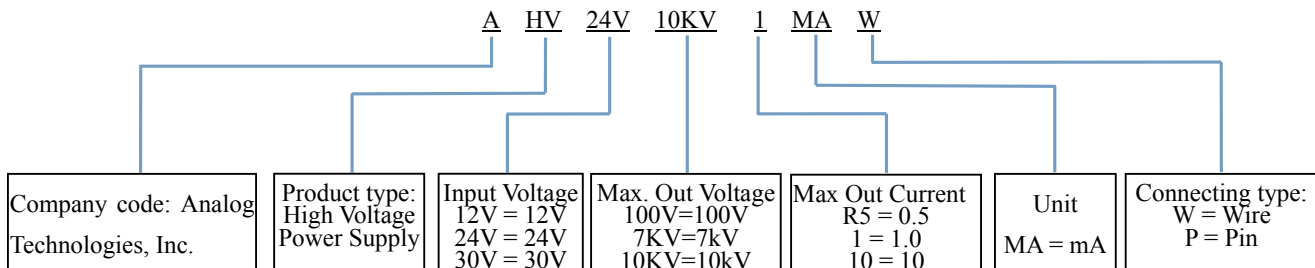 A HV 24V 10KV 1 MA W
Company code: Analog
Technologies, Inc.
Product type:
High Voltage
Power Supply
Input Voltage
12V = 12V
24V = 24V
30V = 30V
Max. Out Voltage
100V=100V
7KV=7kV
10KV=10kV
Max Out Current
R5 = 0.5
1 = 1.0
10 = 10
Unit
MA = mA
Connecting type:
W = Wire
P = Pin